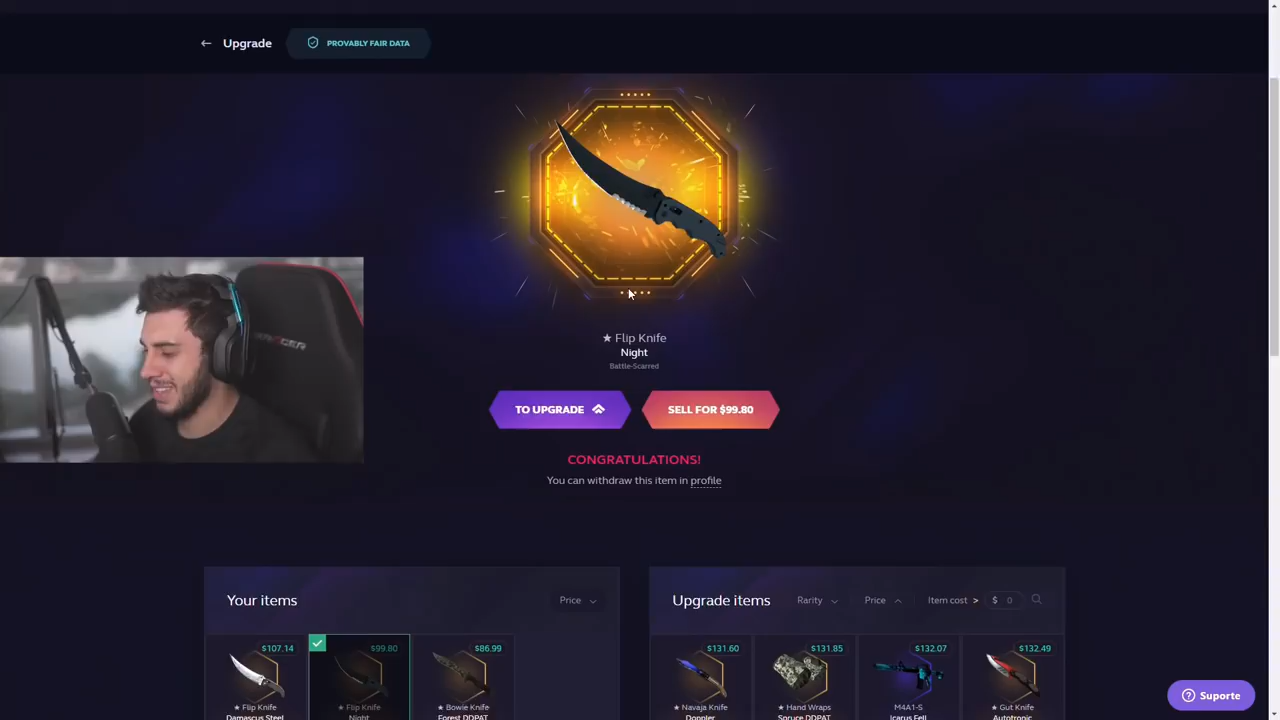 Upgrade
PROVABLY FAIR DATA
★ Flip Knife
Night
Battle-Scarred
TO UPGRADE
SELL FOR $99.80
CONGRATULATIONS!
You can withdraw this item in profile
Your items
Price
Upgrade items
Rarity
Price
Item cost >
$ 0
$107.14
$99.80
$86.99
$131.60
$131.85
$132.07
$132.49
★ Flip Knife
Damascus Steel
★ Flip Knife
Night
★ Bowie Knife
Forest DDPAT
★ Navaja Knife
Doppler
★ Hand Wraps
Spruce DDPAT
M4A1-S
Icarus Fell
★ Gut Knife
Autotronic
Suporte